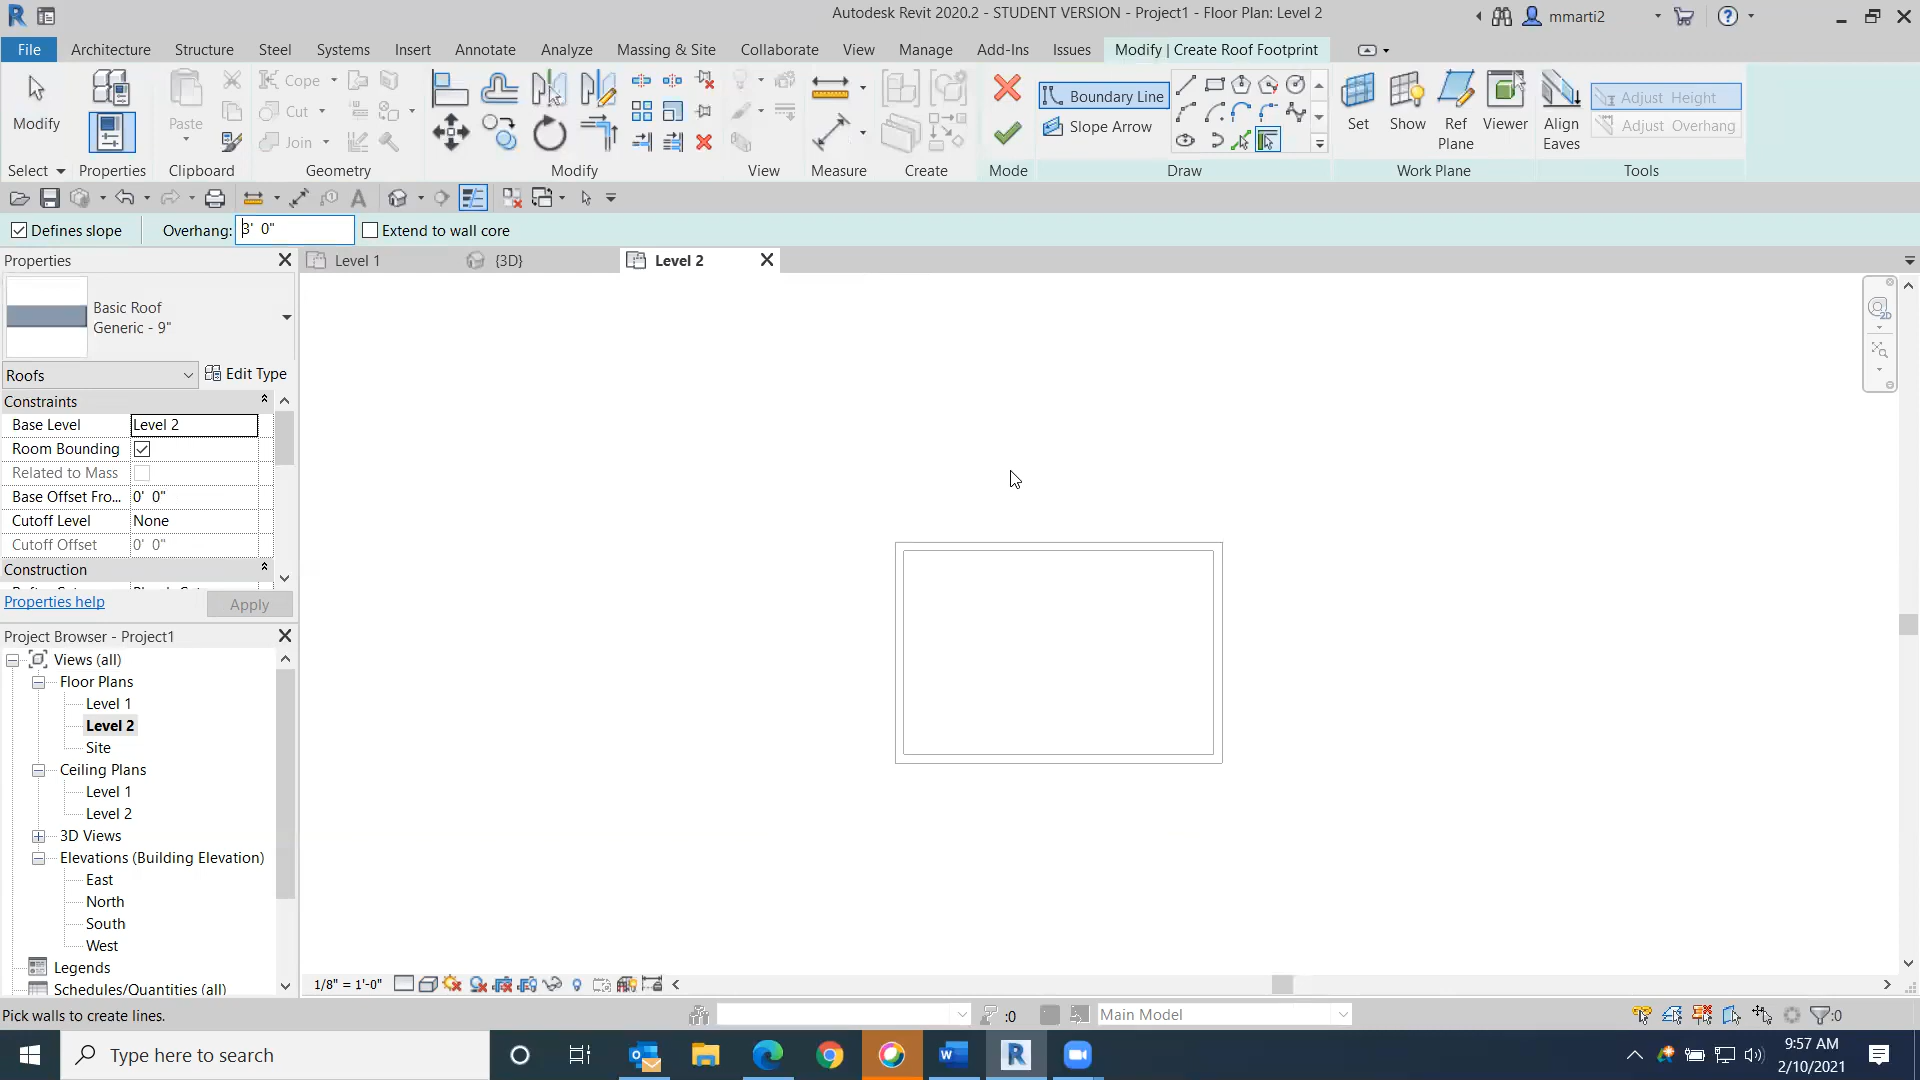 Autodesk Revit 2020.2 - STUDENT VERSION - Project1 - Floor Plan: Level 2
mmarti2
File Architecture Structure Steel Systems Insert Annotate Analyze Massing & Site Collaborate View Manage Add-Ins Issues Modify | Create Roof Footprint
Modify
Paste
Cope
Cut
Join
Boundary Line
Slope Arrow
Set
Show
Ref
Plane
Viewer
Align
Eaves
Adjust Height
Adjust Overhang
Select Properties Clipboard Geometry Modify View Measure Create Mode Draw Work Plane Tools
Defines slope Overhang: 3' 0" Extend to wall core
Properties
Level 1 {3D} Level 2
Basic Roof
Generic - 9"
Roofs Edit Type
Constraints
Base Level Level 2
Room Bounding
Related to Mass
Base Offset Fro... 0' 0"
Cutoff Level None
Cutoff Offset 0' 0"
Construction
Properties help Apply
Project Browser - Project1
Views (all)
Floor Plans
Level 1
Level 2
Site
Ceiling Plans
Level 1
Level 2
3D Views
Elevations (Building Elevation)
East
North
South
West
Legends
Schedules/Quantities (all)
1/8" = 1'-0"
Pick walls to create lines.
:0
Main Model
:0
Type here to search
9:57 AM
2/10/2021
2D